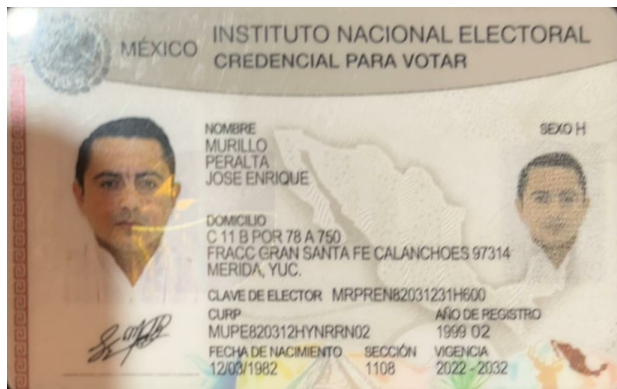 MÉXICO
INSTITUTO NACIONAL ELECTORAL
CREDENCIAL PARA VOTAR
NOMBRE
MURILLO
PERALTA
JOSE ENRIQUE
SEXO H
DOMICILIO
C 11 B POR 78 A 750
FRACC GRAN SANTA FE CALANCHOES 97314
MERIDA, YUC.
CLAVE DE ELECTOR MRPREN82031231H600
CURP
MUPE820312HYNRRN02
AÑO DE REGISTRO
1999 02
FECHA DE NACIMIENTO
12/03/1982
SECCIÓN
1108
VIGENCIA
2022 - 2032